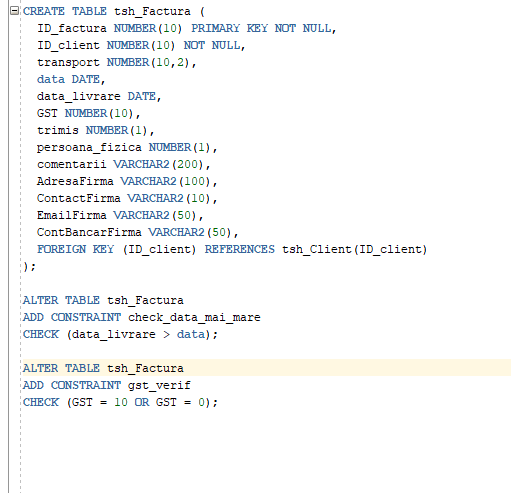 CREATE TABLE tsh_Factura (
ID_factura NUMBER(10) PRIMARY KEY NOT NULL,
ID_client NUMBER(10) NOT NULL,
transport NUMBER(10,2),
data DATE,
data_livrare DATE,
GST NUMBER(10),
trimis NUMBER(1),
persoana_fizica NUMBER(1),
comentarii VARCHAR2(200),
AdresaFirma VARCHAR2(100),
ContactFirma VARCHAR2(10),
EmailFirma VARCHAR2(50),
ContBancarFirma VARCHAR2(50),
FOREIGN KEY (ID_client) REFERENCES tsh_Client(ID_client)
);
ALTER TABLE tsh_Factura
ADD CONSTRAINT check_data_mai_mare
CHECK (data_livrare > data);
ALTER TABLE tsh_Factura
ADD CONSTRAINT gst_verif
CHECK (GST = 10 OR GST = 0);